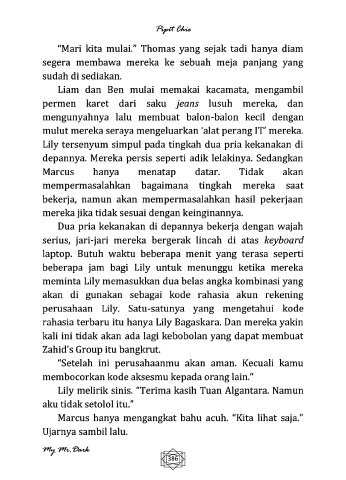 Pipit Chie
“Mari kita mulai.” Thomas yang sejak tadi hanya diam
segera membawa mereka ke sebuah meja panjang yang
sudah di sediakan.
Liam dan Ben mulai memakai kacamata, mengambil
permen karet dari saku jeans lusuh mereka, dan
mengunyahnya lalu membuat balon-balon kecil dengan
mulut mereka seraya mengeluarkan ‘alat perang IT’ mereka.
Lily tersenyum simpul pada tingkah dua pria kekanakan di
depannya. Mereka persis seperti adik lelakinya. Sedangkan
Marcus hanya menatap datar. Tidak akan
mempermasalahkan bagaimana tingkah mereka saat
bekerja, namun akan mempermasalahkan hasil pekerjaan
mereka jika tidak sesuai dengan keinginannya.
Dua pria kekanakan di depannya bekerja dengan wajah
serius, jari-jari mereka bergerak lincah di atas keyboard
laptop. Butuh waktu beberapa menit yang terasa seperti
beberapa jam bagi Lily untuk menunggu ketika mereka
meminta Lily memasukkan dua belas angka kombinasi yang
akan di gunakan sebagai kode rahasia akun rekening
perusahaan Lily. Satu-satunya yang mengetahui kode
rahasia terbaru itu hanya Lily Bagaskara. Dan mereka yakin
kali ini tidak akan ada lagi kebobolan yang dapat membuat
Zahid’s Group itu bangkrut.
“Setelah ini perusahaanmu akan aman. Kecuali kamu
membocorkan kode aksesmu kepada orang lain.”
Lily melirik sinis. “Terima kasih Tuan Algantara. Namun
aku tidak setolol itu.”
Marcus hanya mengangkat bahu acuh. “Kita lihat saja.”
Ujarnya sambil lalu.
My Mr.Dark
386